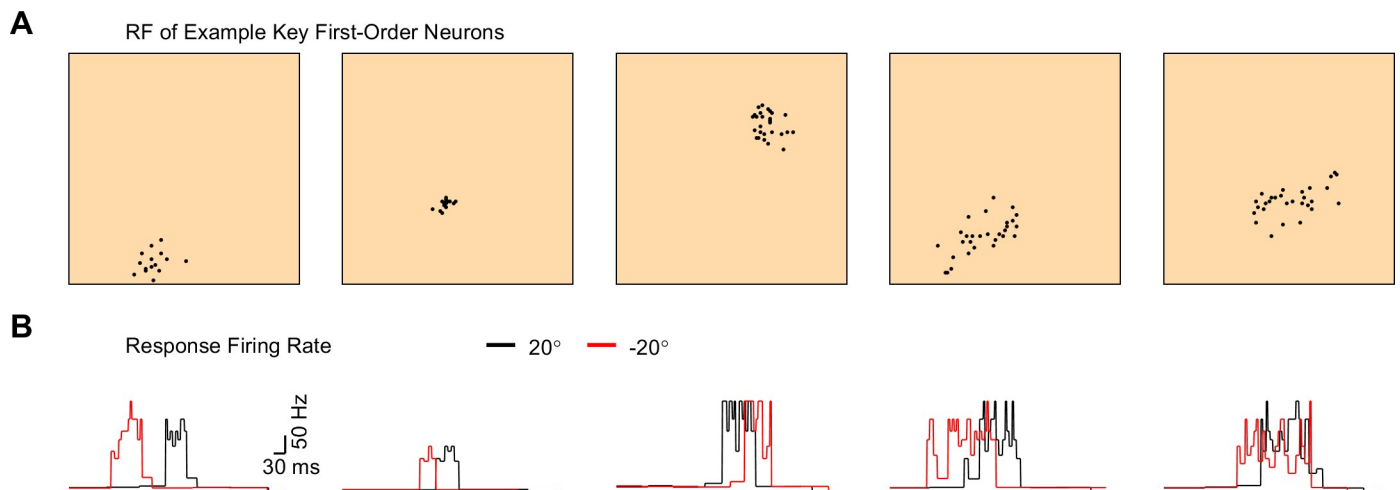 A
RF of Example Key First-Order Neurons
B
Response Firing Rate
20°
-20°
50 Hz
30 ms